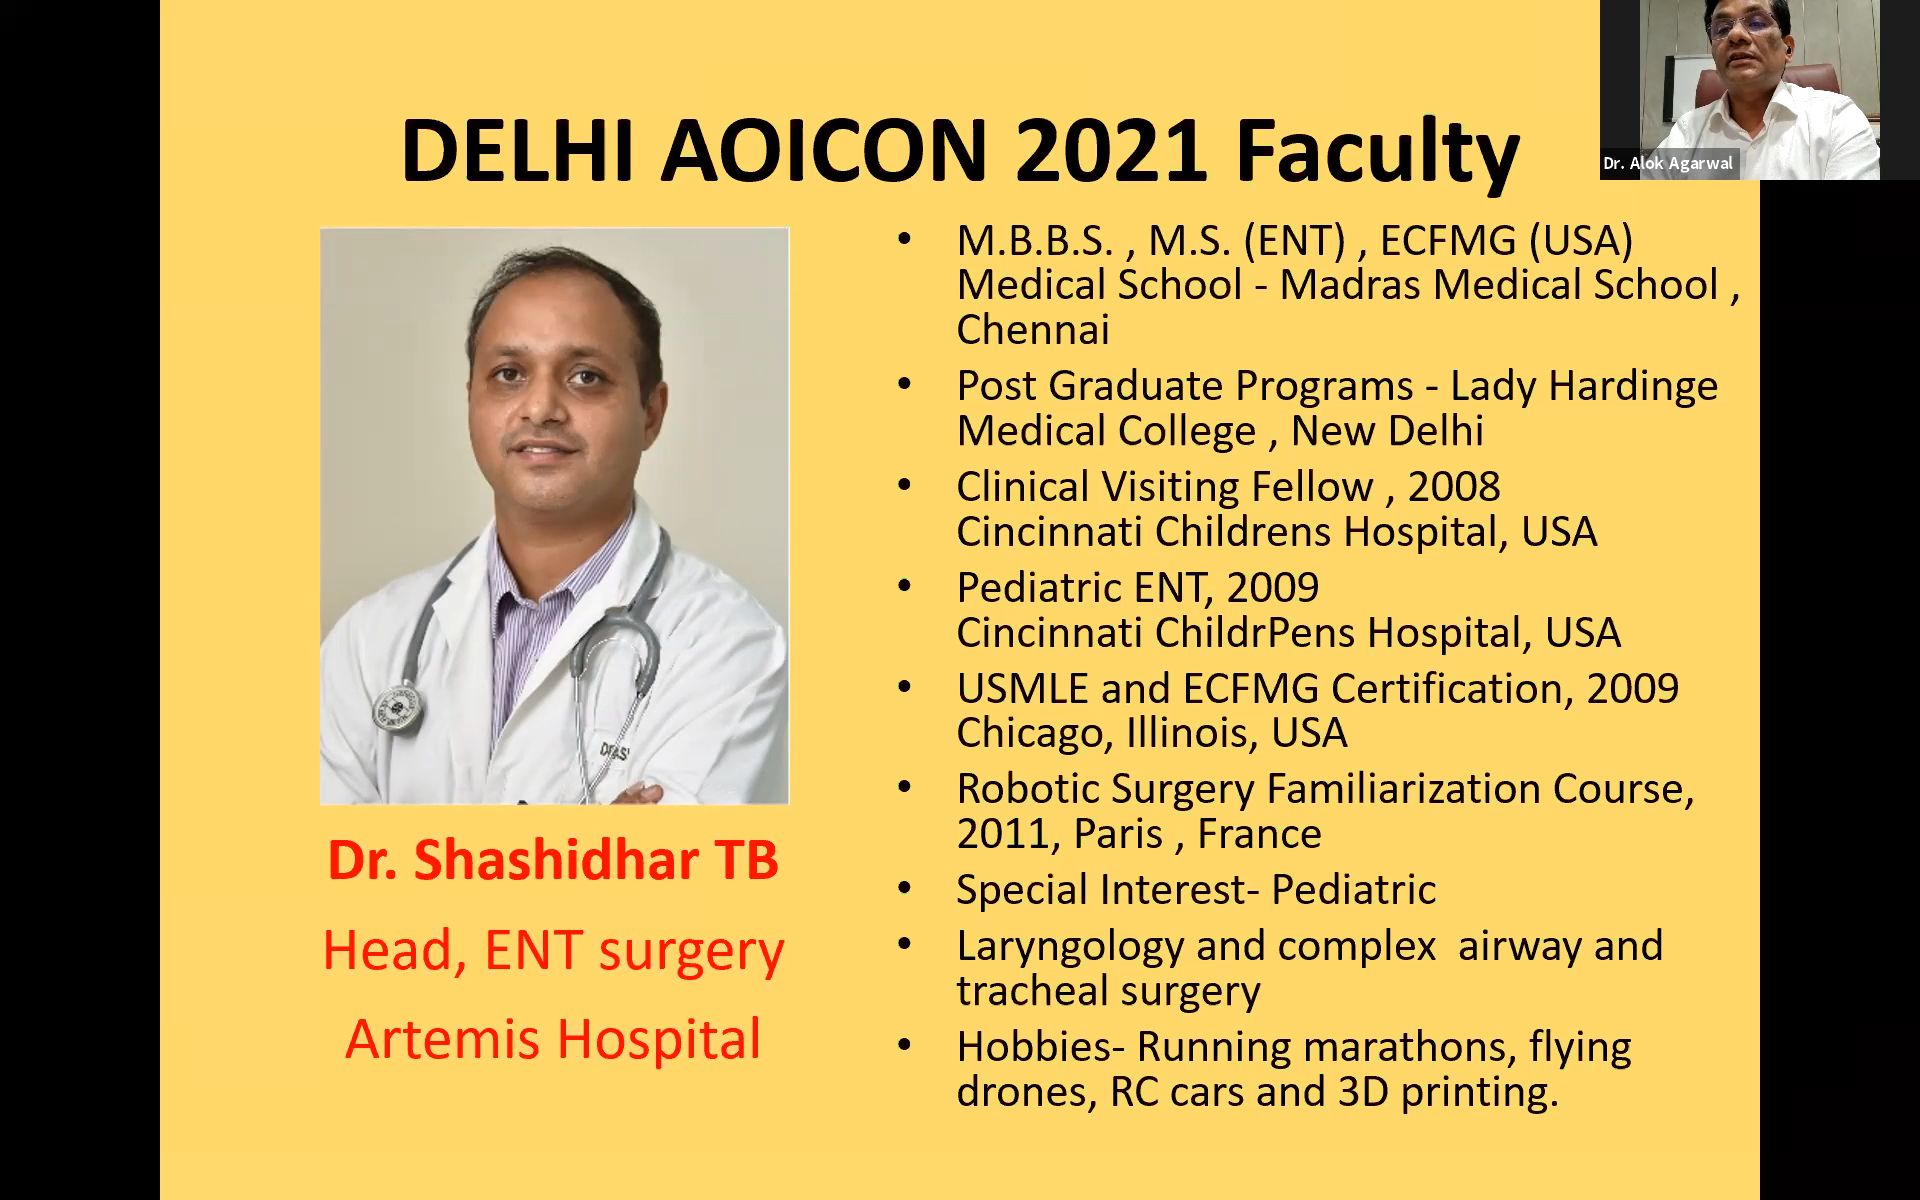 DELHI AOICON 2021 Faculty
Dr. Alok Agarwal
• M.B.B.S. , M.S. (ENT) , ECFMG (USA)
Medical School - Madras Medical School ,
Chennai
• Post Graduate Programs - Lady Hardinge
Medical College , New Delhi
• Clinical Visiting Fellow , 2008
Cincinnati Childrens Hospital, USA
• Pediatric ENT, 2009
Cincinnati ChildrPens Hospital, USA
• USMLE and ECFMG Certification, 2009
Chicago, Illinois, USA
• Robotic Surgery Familiarization Course,
2011, Paris , France
• Special Interest- Pediatric
• Laryngology and complex  airway and
tracheal surgery
• Hobbies- Running marathons, flying
drones, RC cars and 3D printing.
Dr. Shashidhar TB
Head, ENT surgery
Artemis Hospital